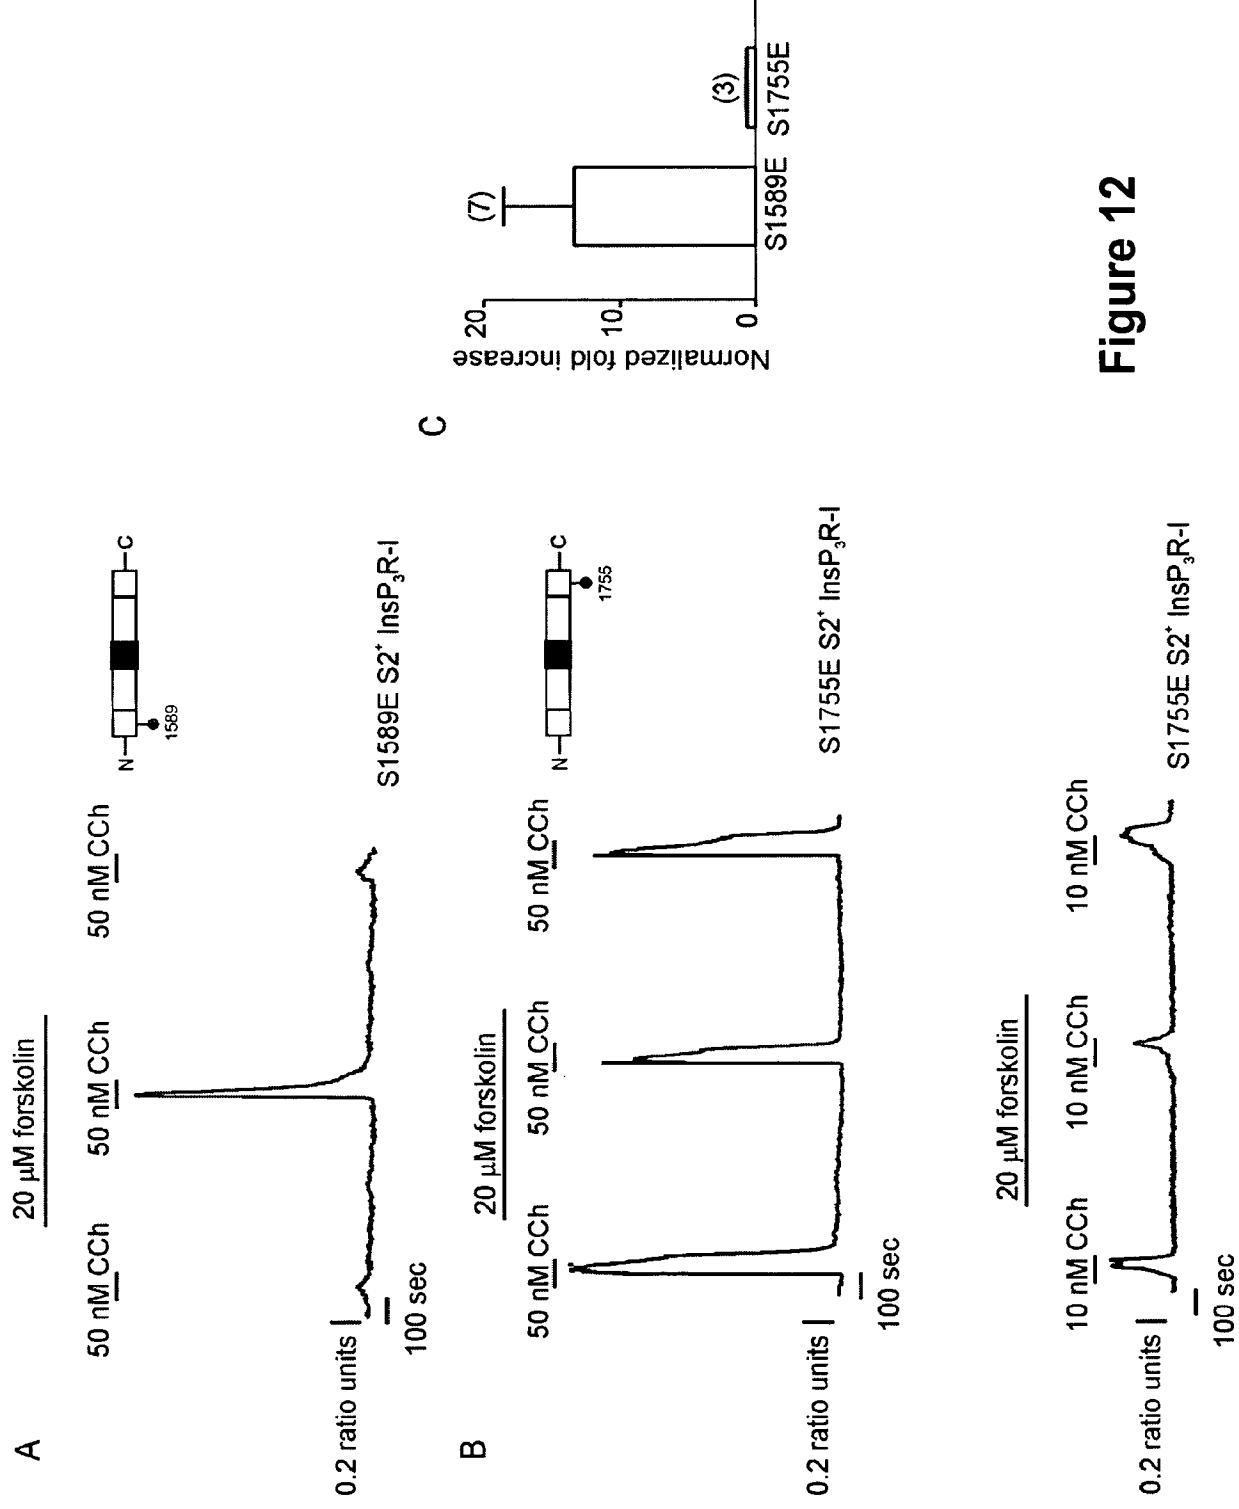 A
20 μM forskolin
50 nM CCh
50 nM CCh
50 nM CCh
0.2 ratio units
100 sec
N
1589
C
S1589E S2⁺ InsP₃R-I
B
20 μM forskolin
50 nM CCh
50 nM CCh
50 nM CCh
0.2 ratio units
100 sec
N
1755
C
S1755E S2⁺ InsP₃R-I
20 μM forskolin
10 nM CCh
10 nM CCh
10 nM CCh
0.2 ratio units
100 sec
S1755E S2⁺ InsP₃R-I
C
Normalized fold increase
20
10
0
(7)
(3)
S1589E
S1755E
Figure 12